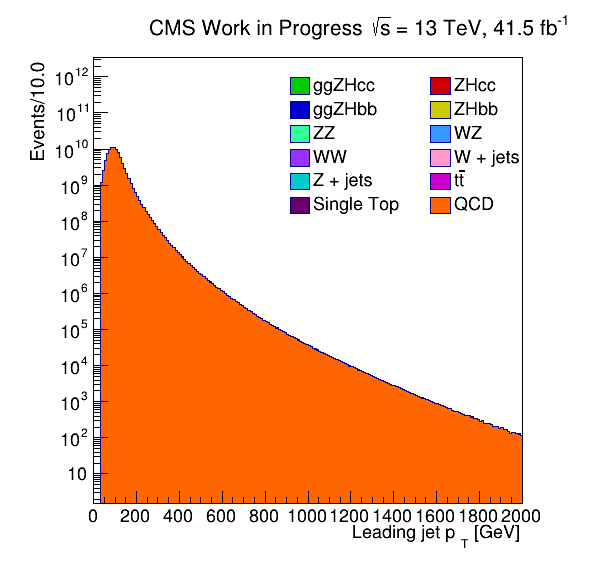 CMS Work in Progress √s = 13 TeV, 41.5 fb⁻¹
Events/10.0
10¹²
10¹¹
10¹⁰
10⁹
10⁸
10⁷
10⁶
10⁵
10⁴
10³
10²
10
ggZHcc ZHcc
ggZHbb ZHbb
ZZ WZ
WW W + jets
Z + jets tt̄
Single Top QCD
0 200 400 600 800 1000 1200 1400 1600 1800 2000
Leading jet p_T [GeV]